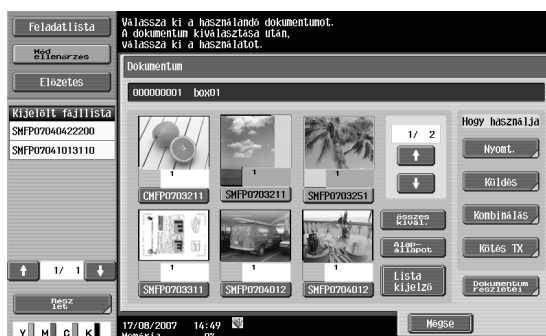 Feladatlista
Mód
ellenőrzés
Előzetes
Kijelölt fájllista
SMFP07040422200
SMFP07041013110
1/ 1
Rész
let
Y M C K
Válassza ki a használandó dokumentumot.
A dokumentum kiválasztása után,
válassza ki a használatot.
Dokumentum
000000001 box01
1
CMFP0703211
1
SMFP0703211
1
SMFP0703251
1
SMFP0703311
1
SMFP0704012
1
SMFP0704012
1/ 2
összes
kivál.
Alap-
állapot
Lista
kijelző
Hogy használja
Nyomt.
Küldés
Kombinálás
Kötés TX
Dokumentum
részletei
17/08/2007 14:49
Memória 0%
Mégse